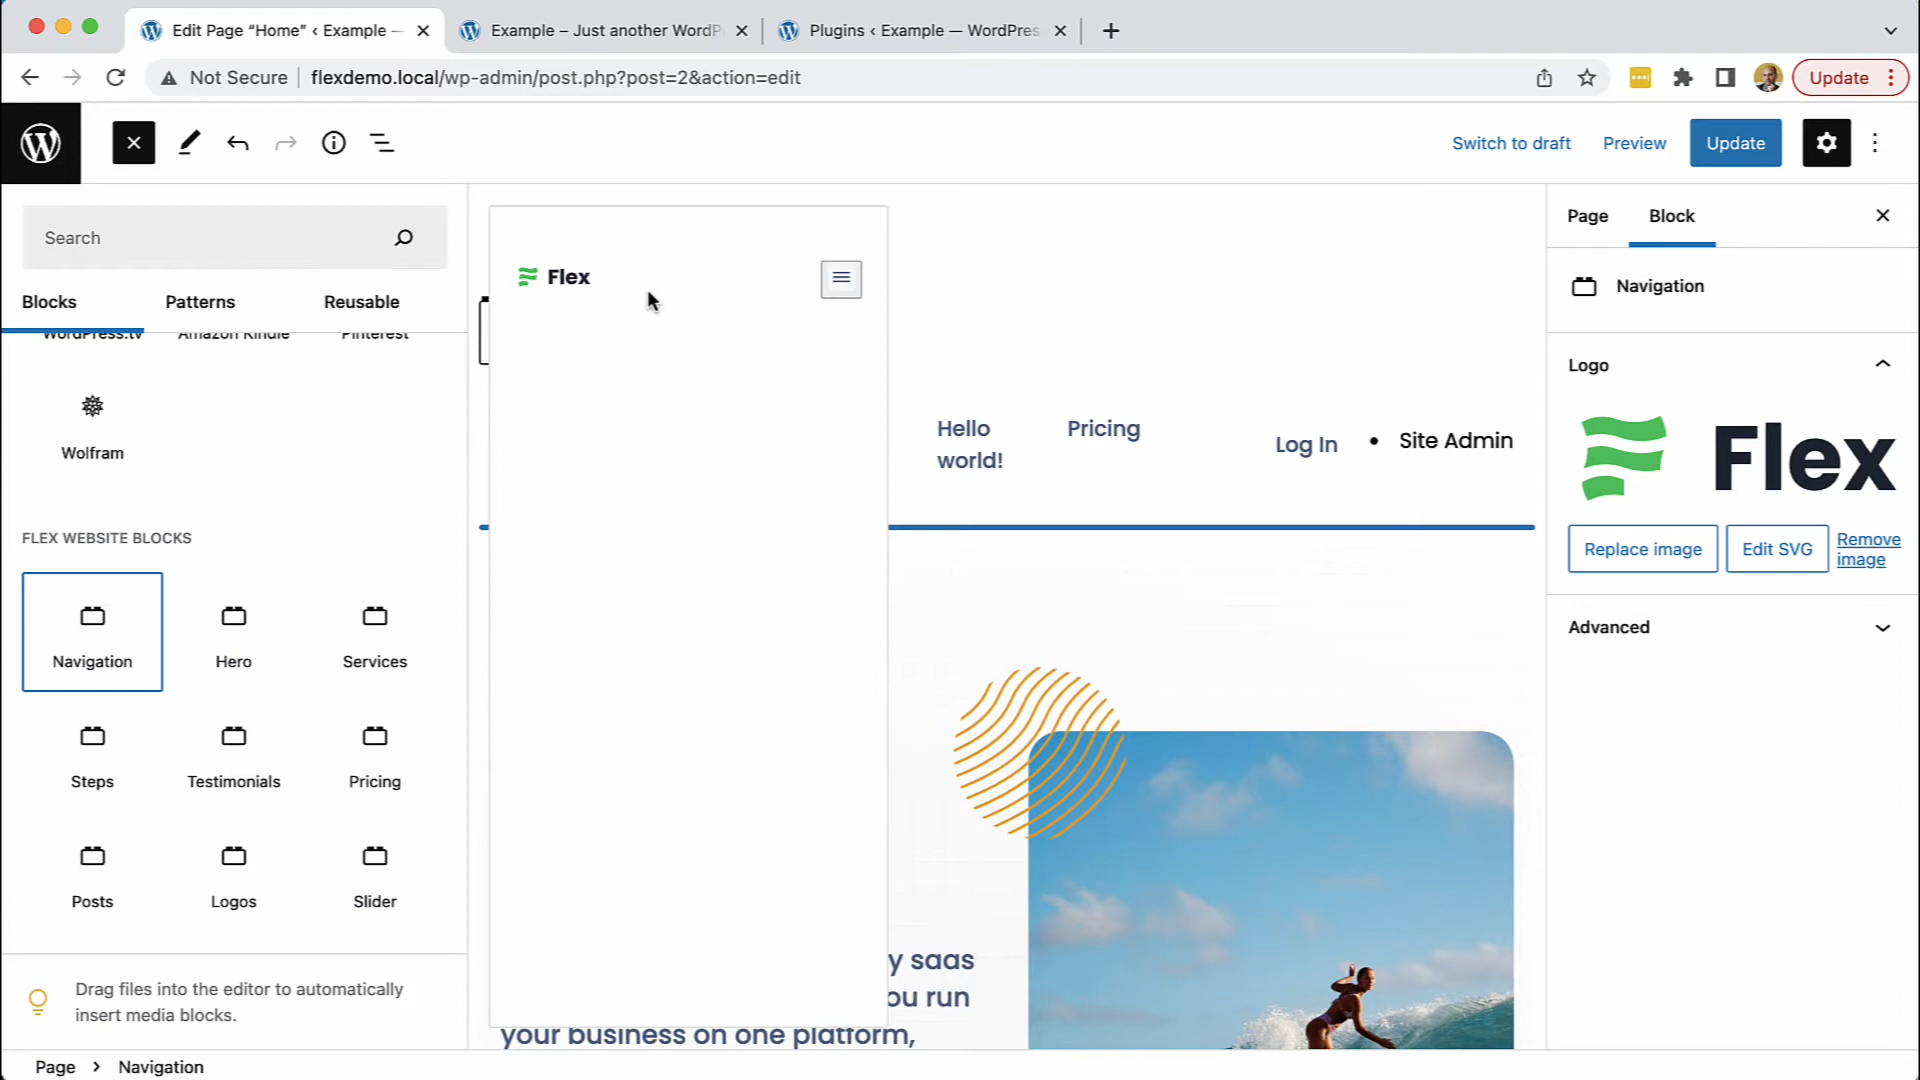 Edit Page “Home” ‹ Example —
Example – Just another WordP
Plugins ‹ Example — WordPres
Not Secure
flexdemo.local/wp-admin/post.php?post=2&action=edit
Update
Switch to draft
Preview
Update
Search
Blocks
Patterns
Reusable
WordPress.tv
Amazon Kindle
Pinterest
Wolfram
FLEX WEBSITE BLOCKS
Navigation
Hero
Services
Steps
Testimonials
Pricing
Posts
Logos
Slider
Drag files into the editor to automatically
insert media blocks.
Flex
Hello
world!
Pricing
Log In
• Site Admin
y saas
ou run
your business on one platform,
Page
Block
Navigation
Logo
Flex
Replace image
Edit SVG
Remove
image
Advanced
Page > Navigation